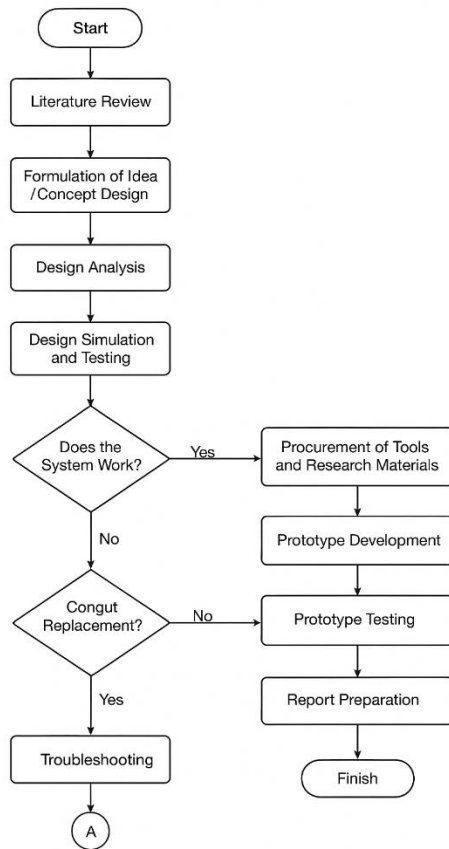 Start
Literature Review
Formulation of Idea
/Concept Design
Design Analysis
Design Simulation
and Testing
Does the
System Work?
Yes
Procurement of Tools
and Research Materials
No
Prototype Development
Congut
Replacement?
No
Prototype Testing
Yes
Report Preparation
Troubleshooting
Finish
A